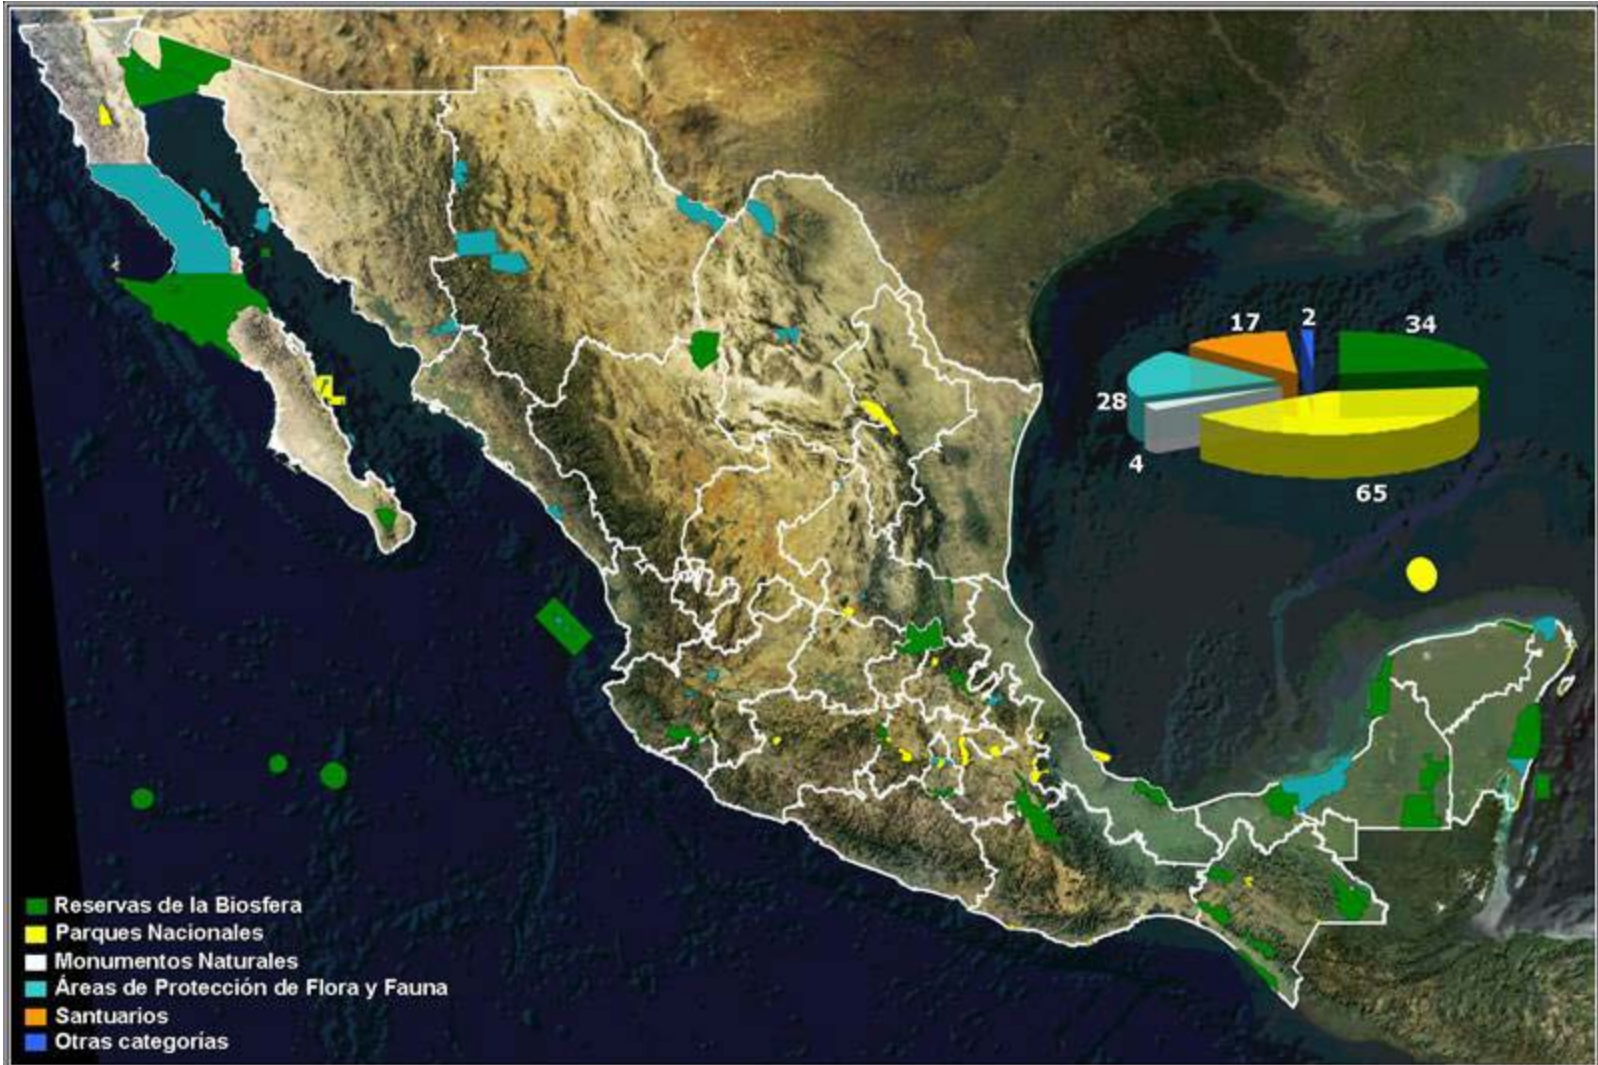 17
2
34
28
4
65
Reservas de la Biosfera
Parques Nacionales
Monumentos Naturales
Áreas de Protección de Flora y Fauna
Santuarios
Otras categorías